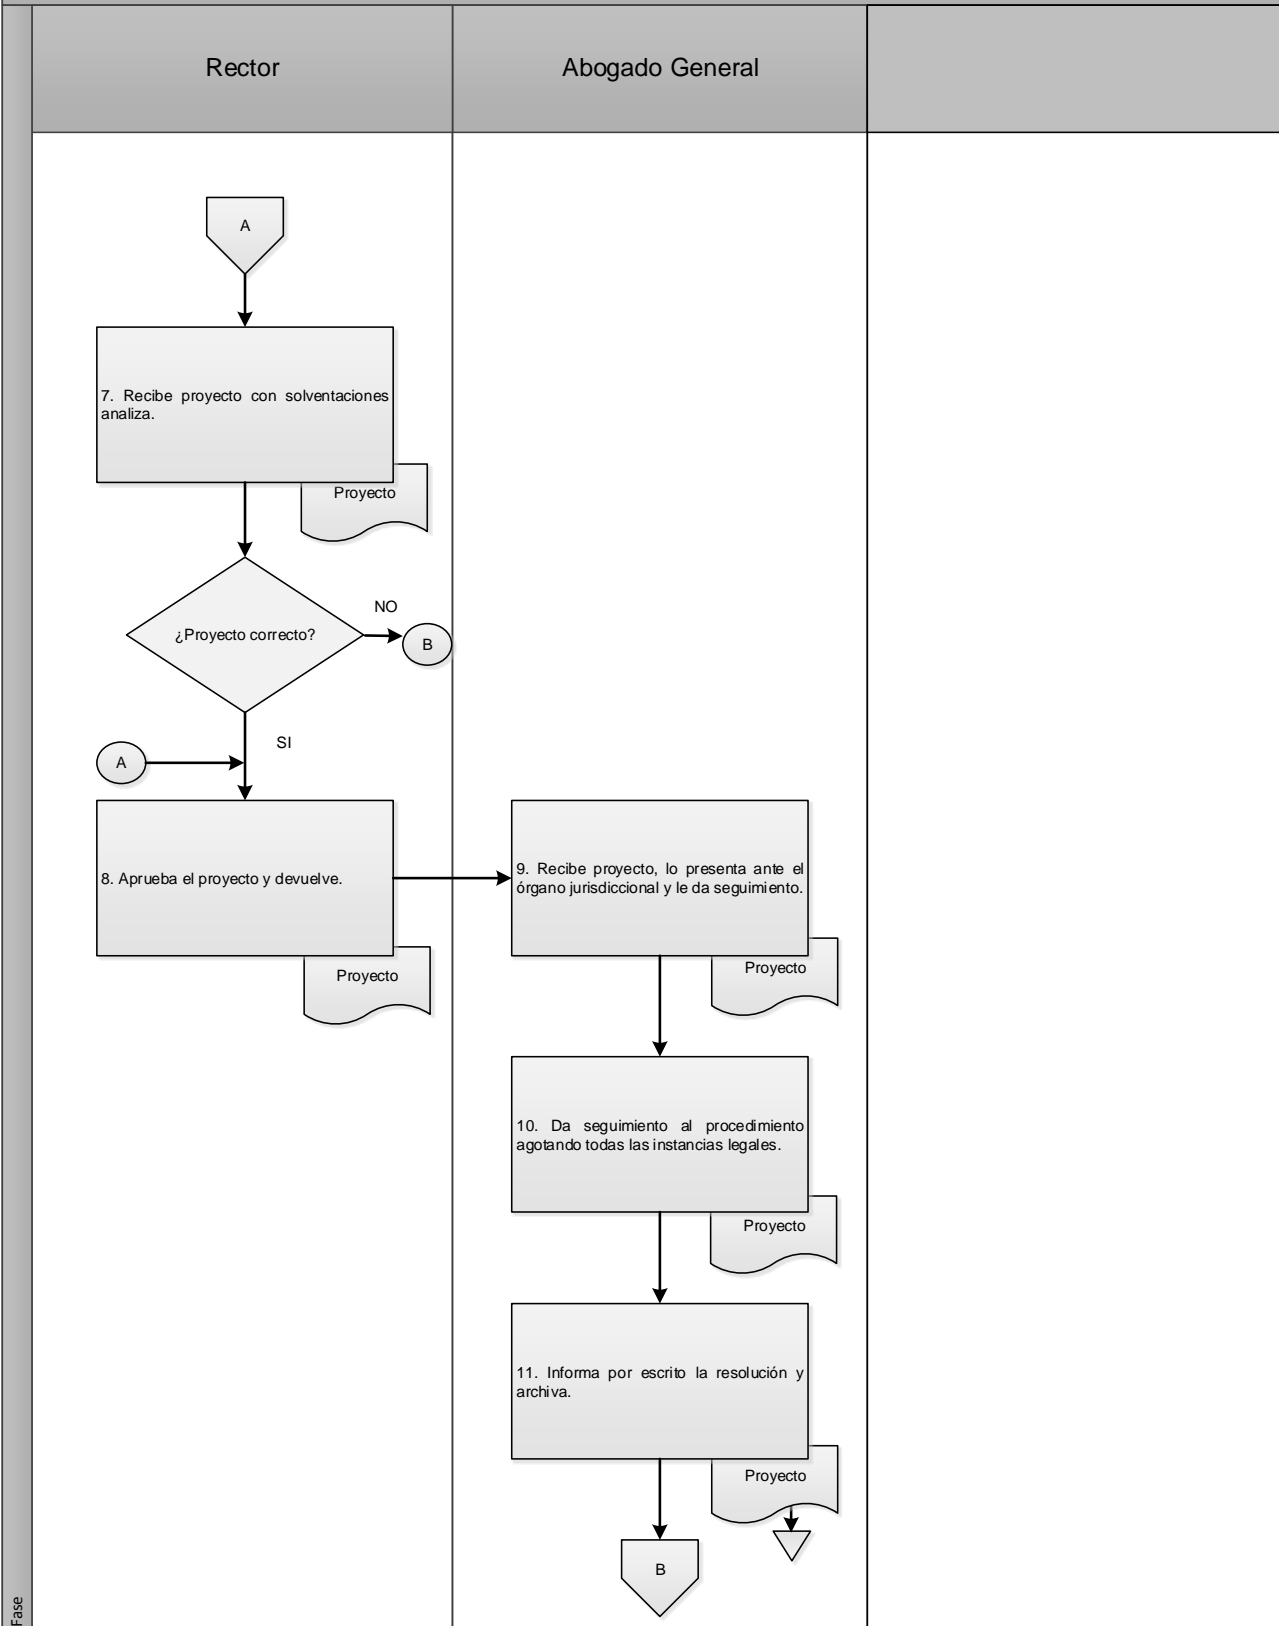 Rector
Abogado General
A
7. Recibe proyecto con solventaciones
analiza.
Proyecto
¿Proyecto correcto?
NO
B
SI
A
8. Aprueba el proyecto y devuelve.
Proyecto
9. Recibe proyecto, lo presenta ante el
órgano jurisdiccional y le da seguimiento.
Proyecto
10. Da seguimiento al procedimiento
agotando todas las instancias legales.
Proyecto
11. Informa por escrito la resolución y
archiva.
Proyecto
B
Fase